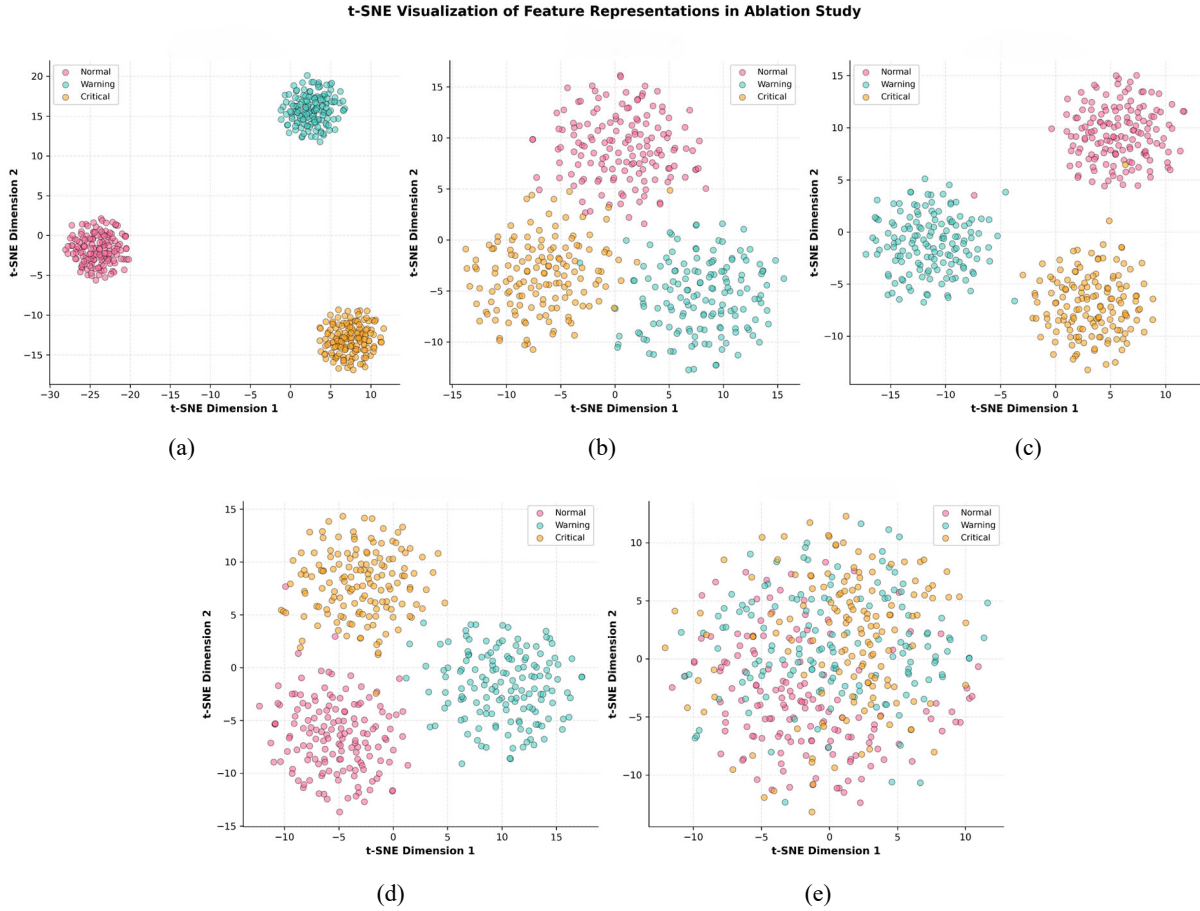 t-SNE Visualization of Feature Representations in Ablation Study
Normal
Warning
Critical
20
15
10
5
0
−5
−10
−15
t-SNE Dimension 2
−30 −25 −20 −15 −10 −5 0 5 10
t-SNE Dimension 1
(a)
Normal
Warning
Critical
15
10
5
0
−5
−10
t-SNE Dimension 2
−15 −10 −5 0 5 10 15
t-SNE Dimension 1
(b)
Normal
Warning
Critical
15
10
5
0
−5
−10
t-SNE Dimension 2
−15 −10 −5 0 5 10
t-SNE Dimension 1
(c)
Normal
Warning
Critical
15
10
5
0
−5
−10
−15
t-SNE Dimension 2
−10 −5 0 5 10 15
t-SNE Dimension 1
(d)
Normal
Warning
Critical
10
5
0
−5
−10
t-SNE Dimension 2
−10 −5 0 5 10
t-SNE Dimension 1
(e)